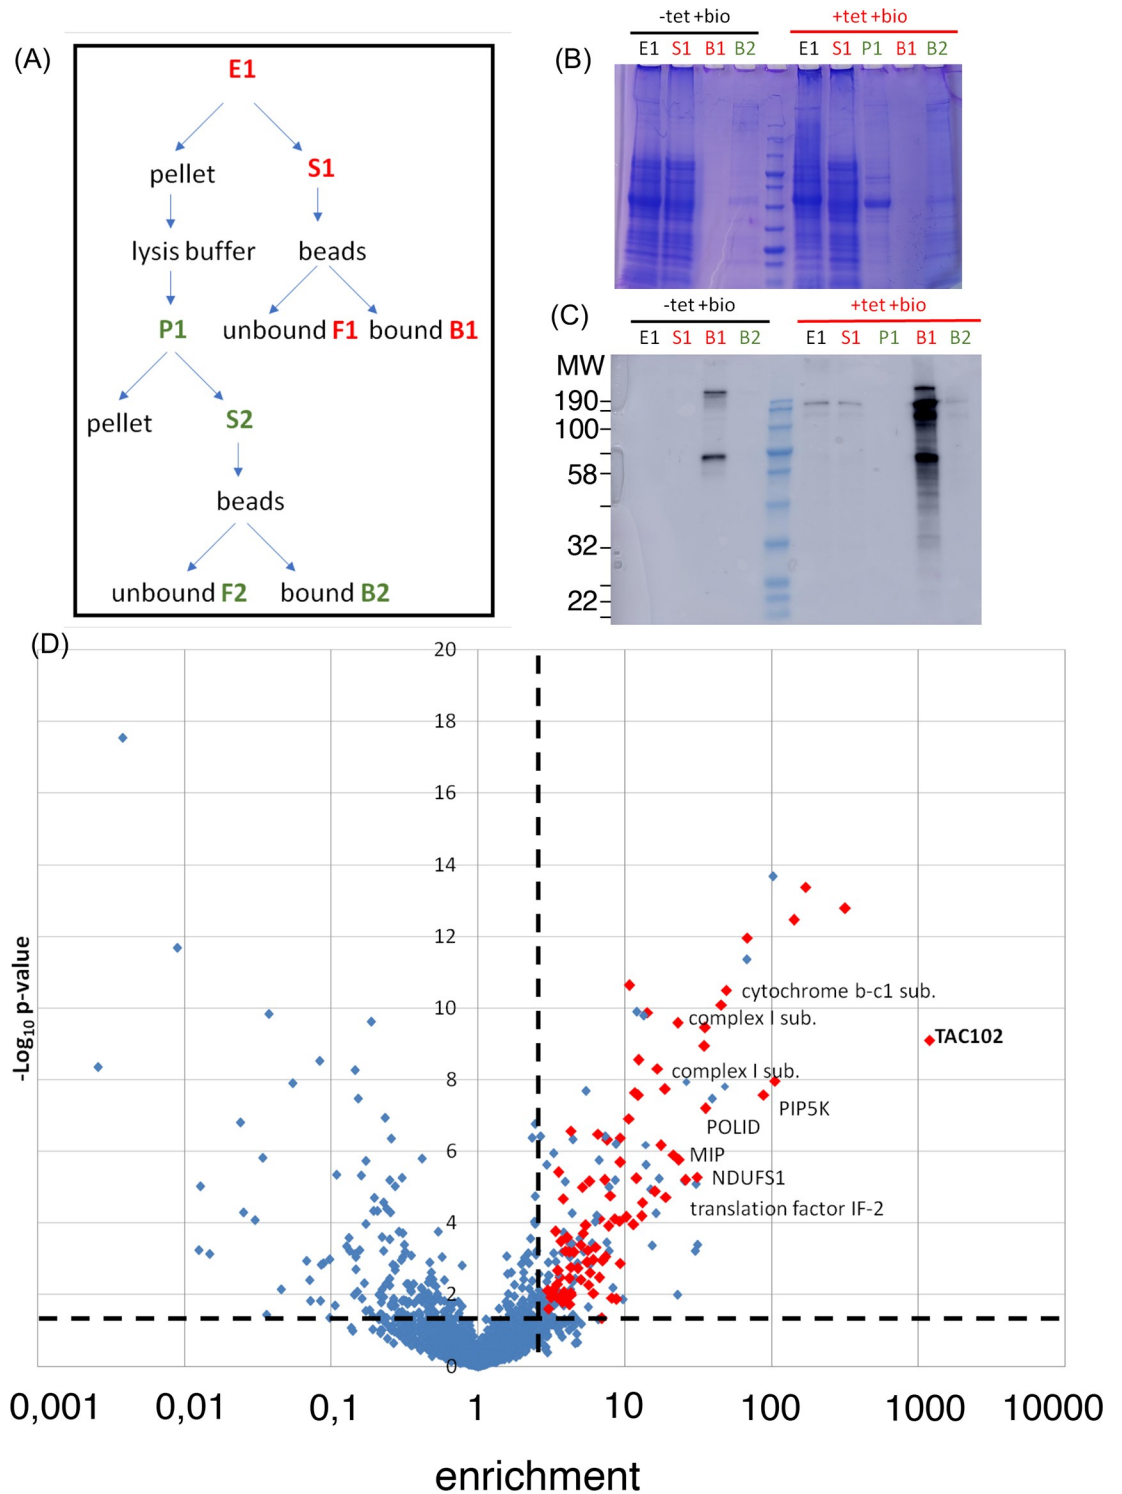 (A)
E1
pellet
S1
lysis buffer
beads
P1
unbound F1
bound B1
pellet
S2
beads
unbound F2
bound B2
(B)
-tet +bio
+tet +bio
E1 S1 B1 B2
E1 S1 P1 B1 B2
(C)
-tet +bio
+tet +bio
E1 S1 B1 B2
E1 S1 P1 B1 B2
MW
190
100
58
32
22
(D)
20
18
16
14
12
10
8
6
4
2
0
-Log10 p-value
cytochrome b-c1 sub.
complex I sub.
TAC102
complex I sub.
PIP5K
POLID
MIP
NDUFS1
translation factor IF-2
0,001 0,01 0,1 1 10 100 1000 10000
enrichment